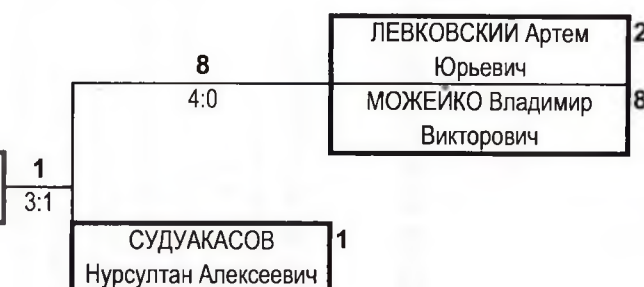 ЛЕВКОВСКИЙ Артем
Юрьевич
2
8
4:0
МОЖЕЙКО Владимир
Викторович
8
1
3:1
СУДУАКАСОВ
Нурсултан Алексеевич
1